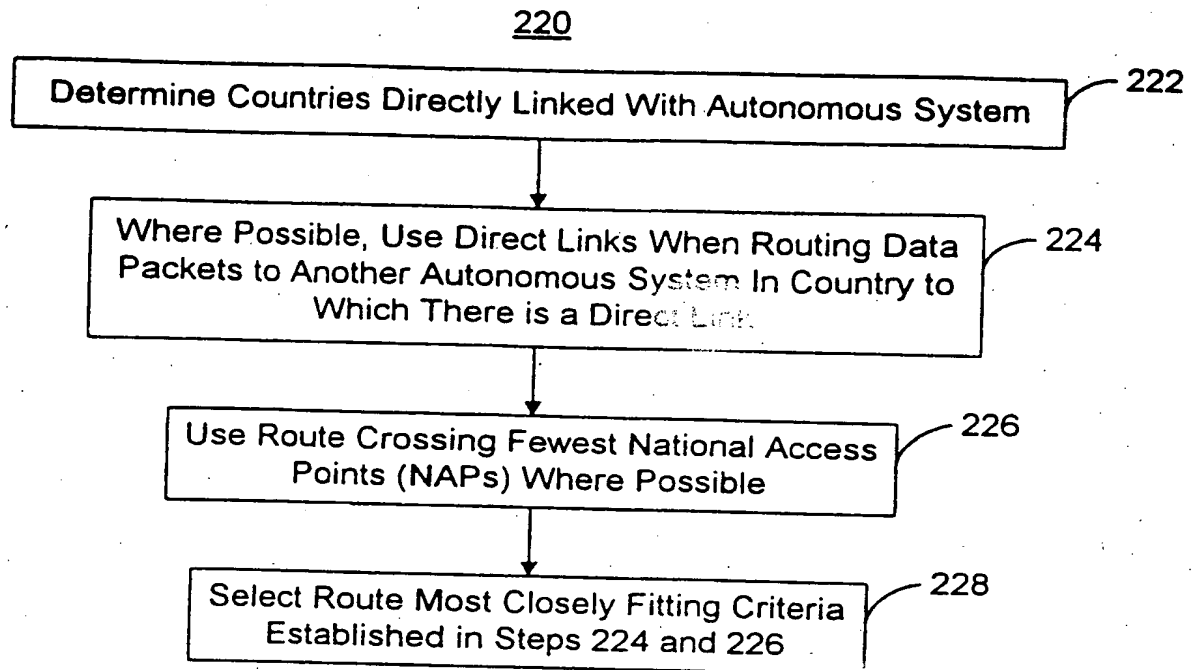 220
Determine Countries Directly Linked With Autonomous System
222
Where Possible, Use Direct Links When Routing Data
Packets to Another Autonomous System In Country to
Which There is a Direct Link
224
Use Route Crossing Fewest National Access
Points (NAPs) Where Possible
226
Select Route Most Closely Fitting Criteria
Established in Steps 224 and 226
228